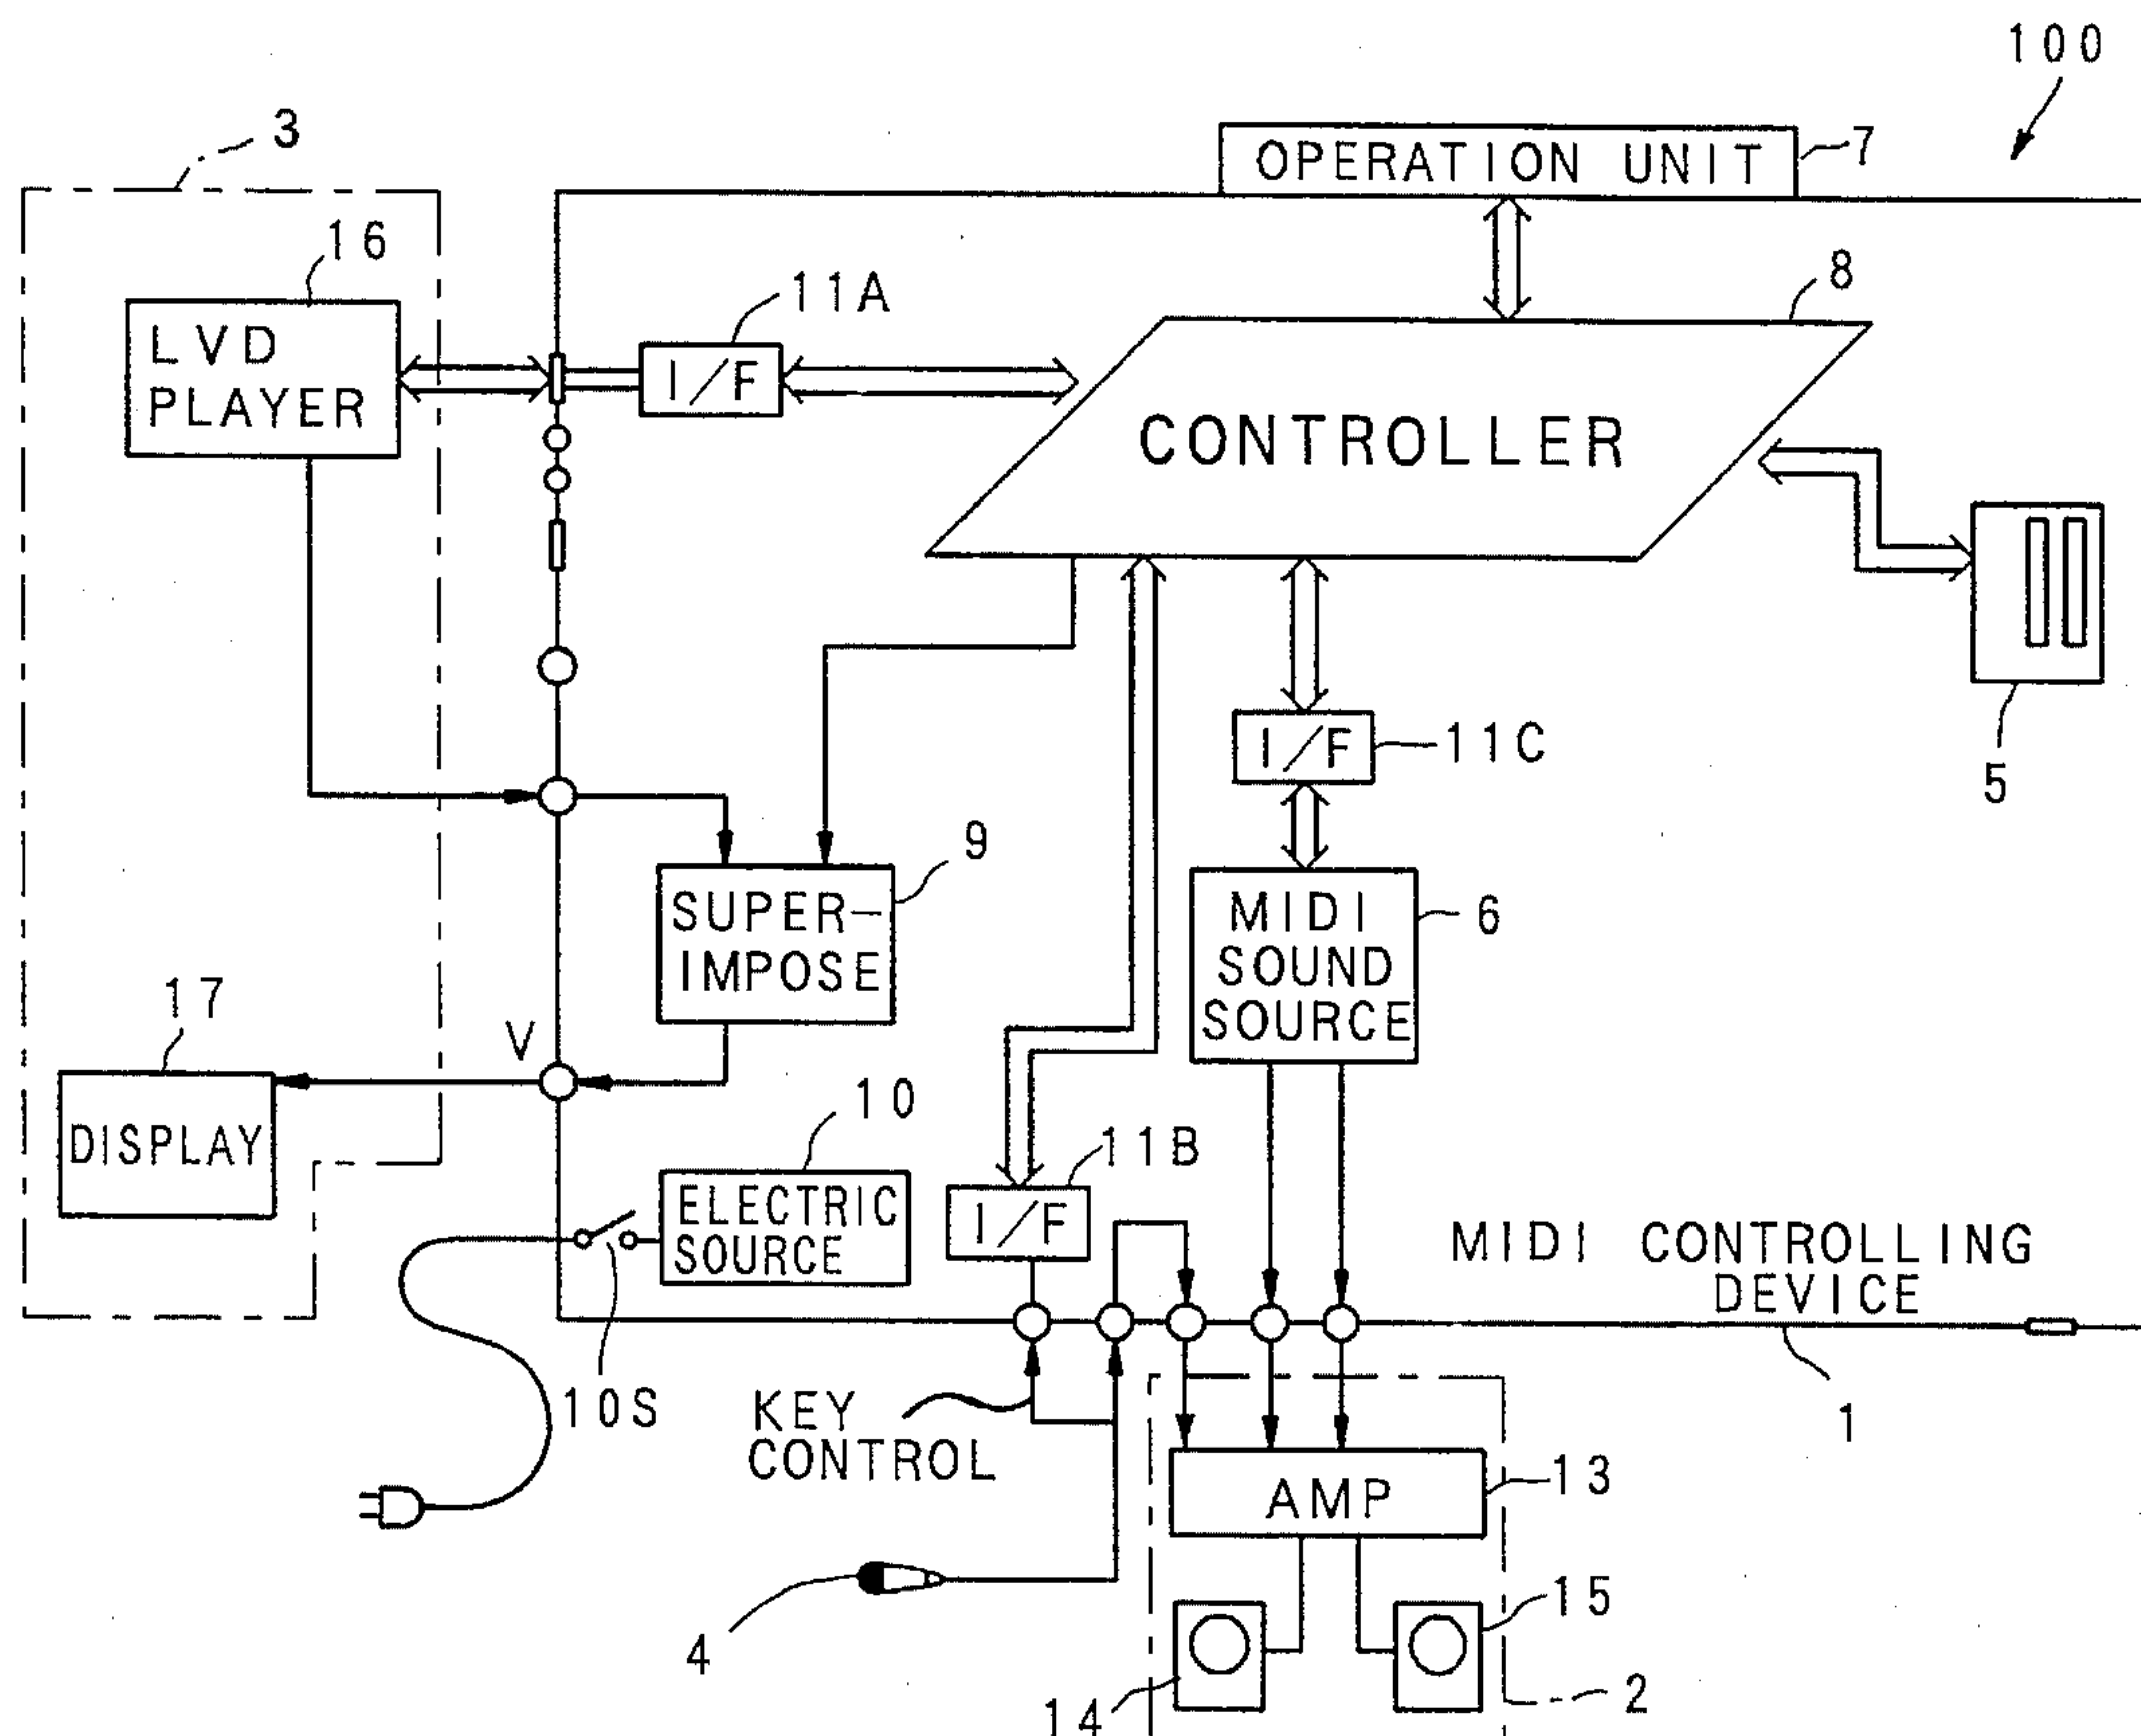 100
3
OPERATION UNIT
7
16
11A
8
LVD
PLAYER
I/F
CONTROLLER
I/F
11C
5
9
SUPER-
IMPOSE
MIDI
SOUND
SOURCE
6
17
V
DISPLAY
10
11B
ELECTRIC
SOURCE
I/F
MIDI CONTROLLING
DEVICE
10S
KEY
CONTROL
1
AMP
13
4
15
14
2